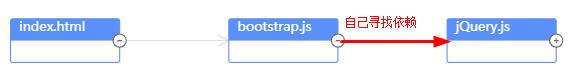 index.html
bootstrap.js
自己寻找依赖
jQuery.js